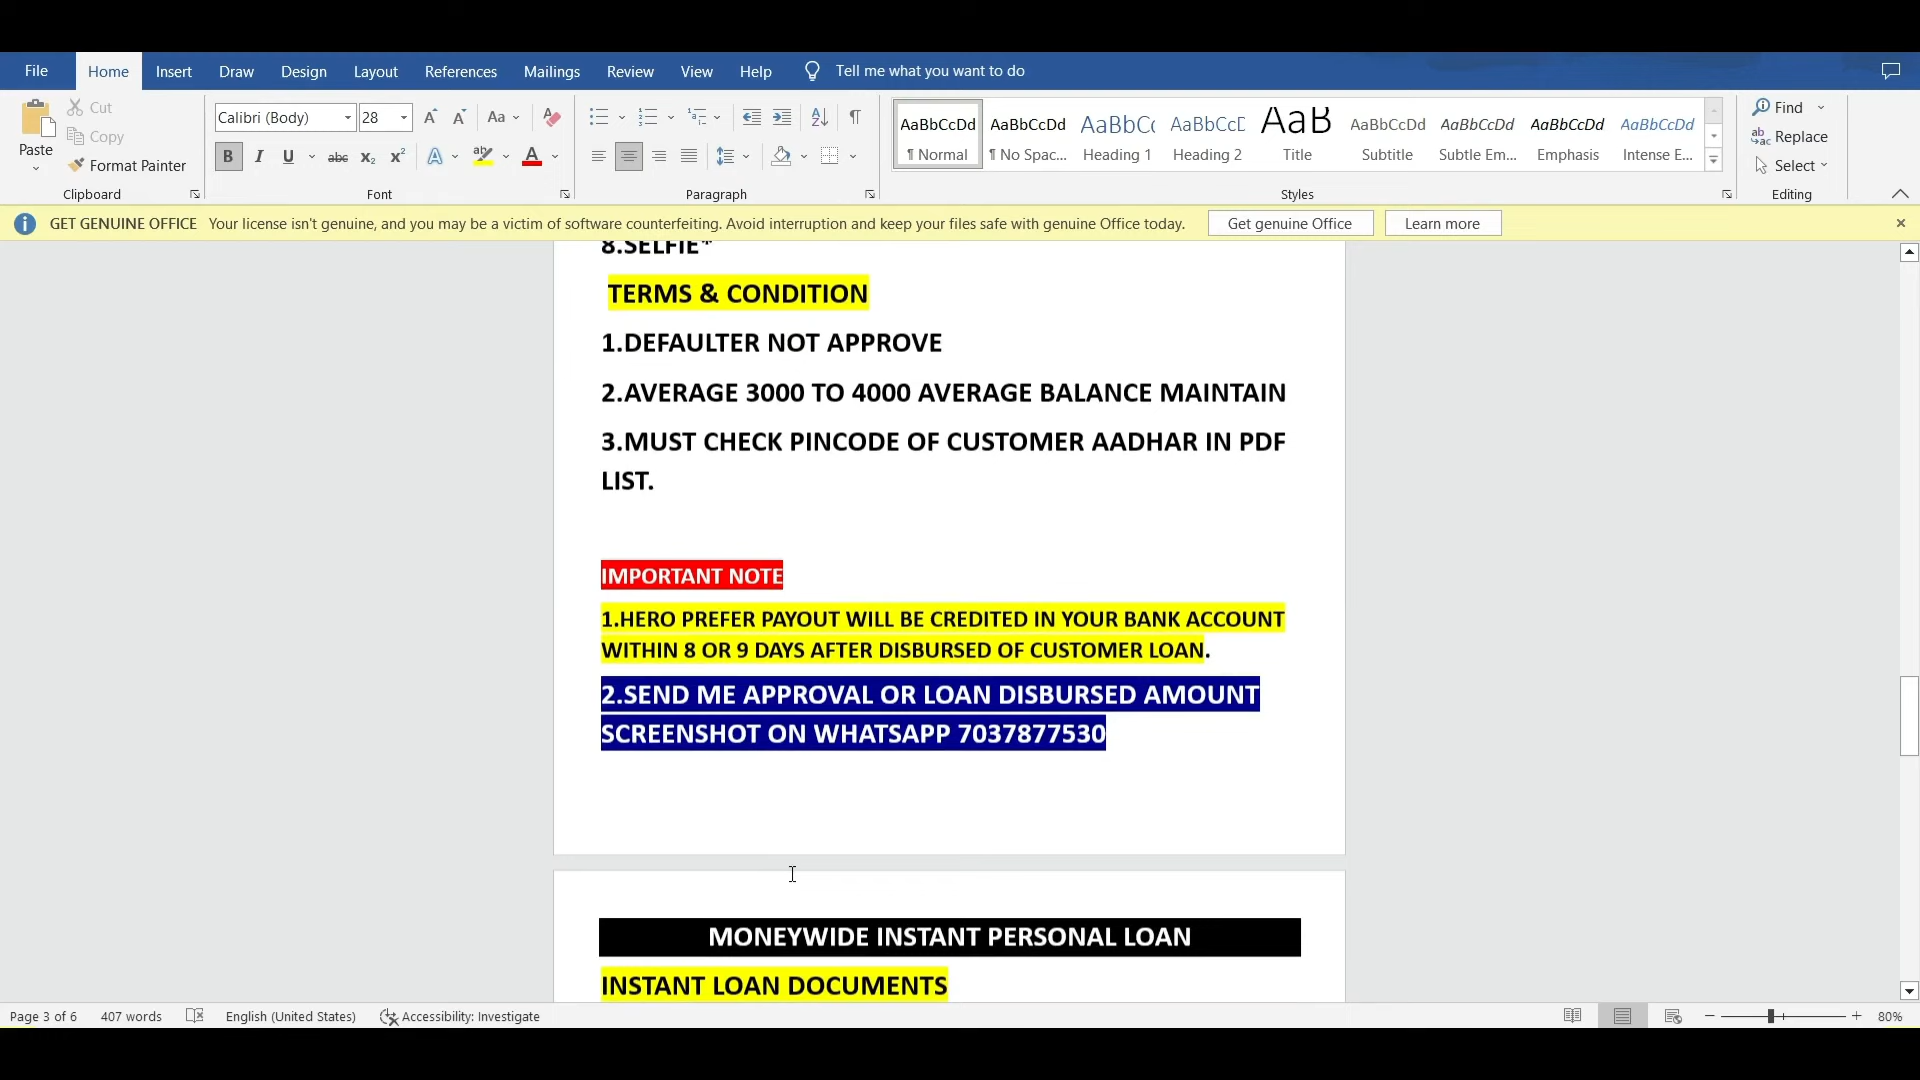 File Home Insert Draw Design Layout References Mailings Review View Help Tell me what you want to do
Paste
Cut
Copy
Format Painter
Clipboard
Calibri (Body) 28
Font
Paragraph
AaBbCcDd AaBbCcDd AaBbCc AaBbCcE AaB AaBbCcDd AaBbCcDd AaBbCcDd AaBbCcDd
¶ Normal ¶ No Spac... Heading 1 Heading 2 Title Subtitle Subtle Em... Emphasis Intense E...
Styles
Find
Replace
Select
Editing
GET GENUINE OFFICE Your license isn't genuine, and you may be a victim of software counterfeiting. Avoid interruption and keep your files safe with genuine Office today. Get genuine Office Learn more
8.SELFIE*
TERMS & CONDITION
1.DEFAULTER NOT APPROVE
2.AVERAGE 3000 TO 4000 AVERAGE BALANCE MAINTAIN
3.MUST CHECK PINCODE OF CUSTOMER AADHAR IN PDF
LIST.
IMPORTANT NOTE
1.HERO PREFER PAYOUT WILL BE CREDITED IN YOUR BANK ACCOUNT
WITHIN 8 OR 9 DAYS AFTER DISBURSED OF CUSTOMER LOAN.
2.SEND ME APPROVAL OR LOAN DISBURSED AMOUNT
SCREENSHOT ON WHATSAPP 7037877530
MONEYWIDE INSTANT PERSONAL LOAN
INSTANT LOAN DOCUMENTS
Page 3 of 6 407 words English (United States) Accessibility: Investigate 80%